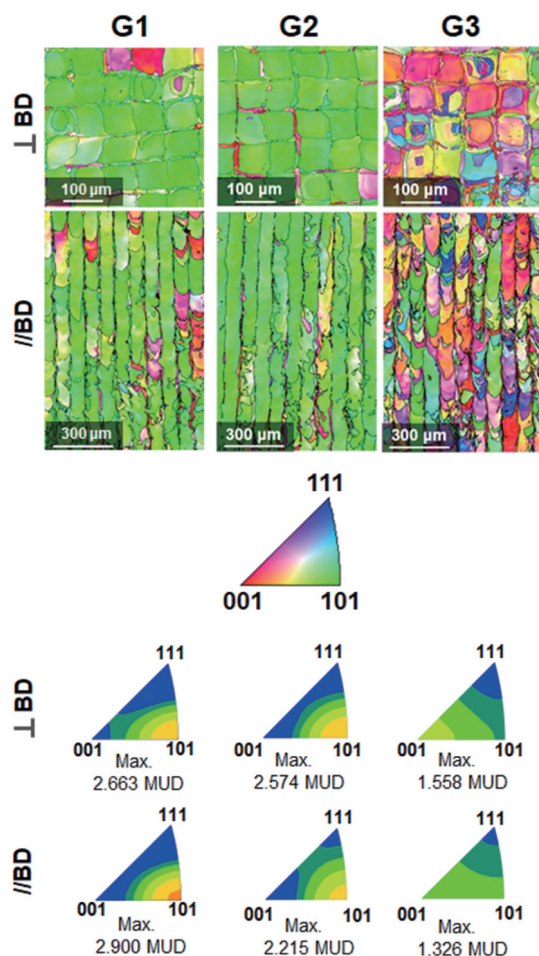 G1 G2 G3
⊥ BD
100 µm 100 µm 100 µm
//BD
300 µm 300 µm 300 µm
111
001 101
⊥ BD
111 111 111
001 101 001 101 001 101
Max. Max. Max.
2.663 MUD 2.574 MUD 1.558 MUD
//BD
111 111 111
001 101 001 101 001 101
Max. Max. Max.
2.900 MUD 2.215 MUD 1.326 MUD